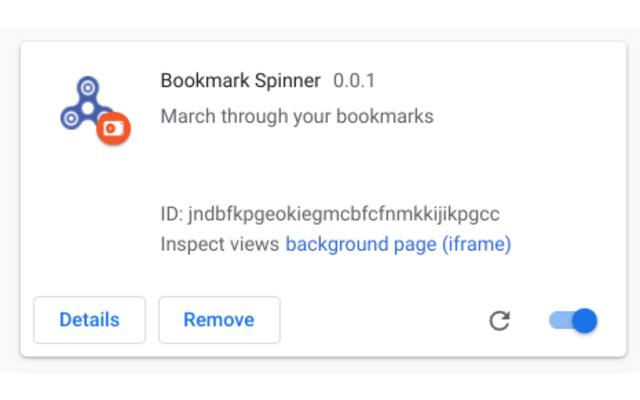 Bookmark Spinner 0.0.1
March through your bookmarks
ID: jndbfkpgeokiegmcbfcfnmkkijikpgcc
Inspect views background page (iframe)
Details Remove